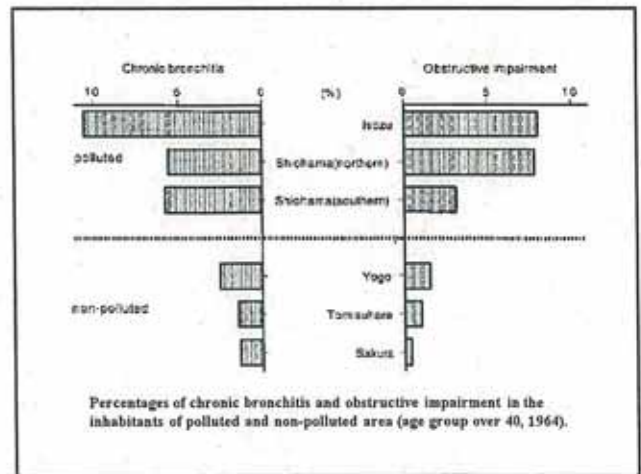 Chronic bronchitis Obstructive impairment
10 5 0 (%) 0 5 10
Isozu
polluted
Shiohama(northern)
Shiohama(southern)
Yogo
non-polluted
Tomisuhara
Sakura
Percentages of chronic bronchitis and obstructive impairment in the
inhabitants of polluted and non-polluted area (age group over 40, 1964).